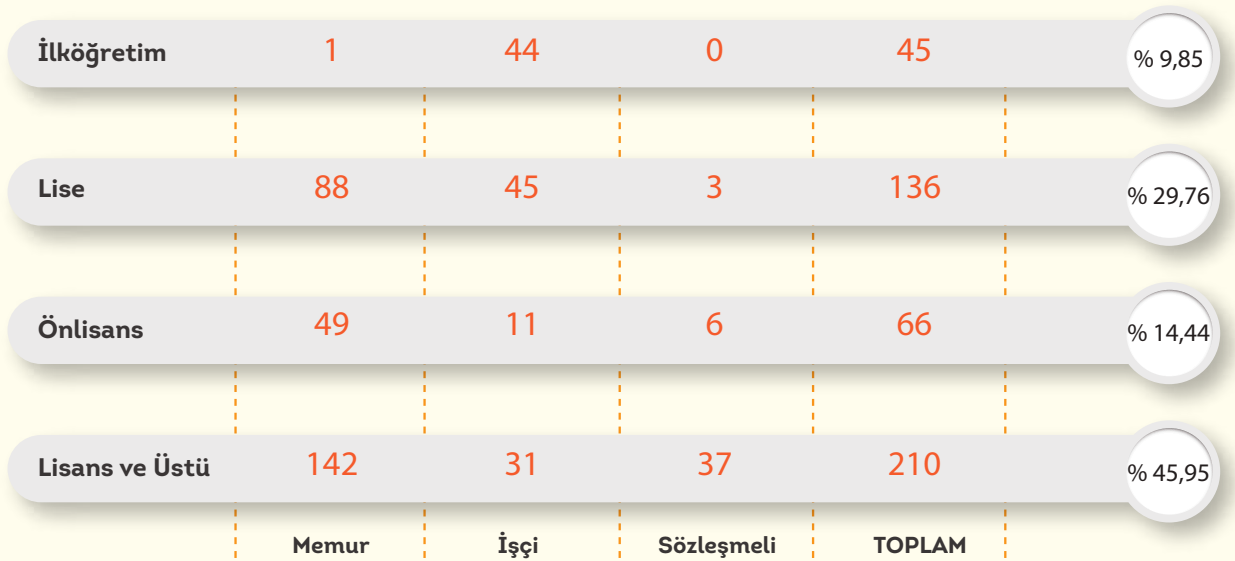 İlköğretim 1 44 0 45 % 9,85
Lise 88 45 3 136 % 29,76
Önlisans 49 11 6 66 % 14,44
Lisans ve Üstü 142 31 37 210 % 45,95
Memur İşçi Sözleşmeli TOPLAM